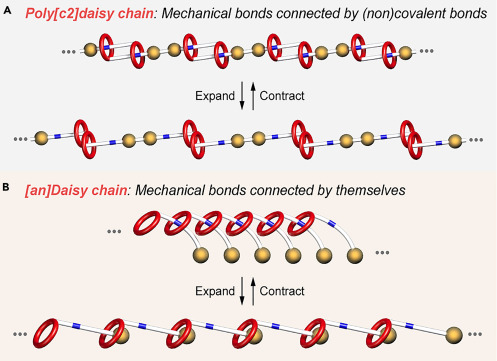 A Poly[c2]daisy chain: Mechanical bonds connected by (non)covalent bonds
Expand Contract
B [an]Daisy chain: Mechanical bonds connected by themselves
Expand Contract